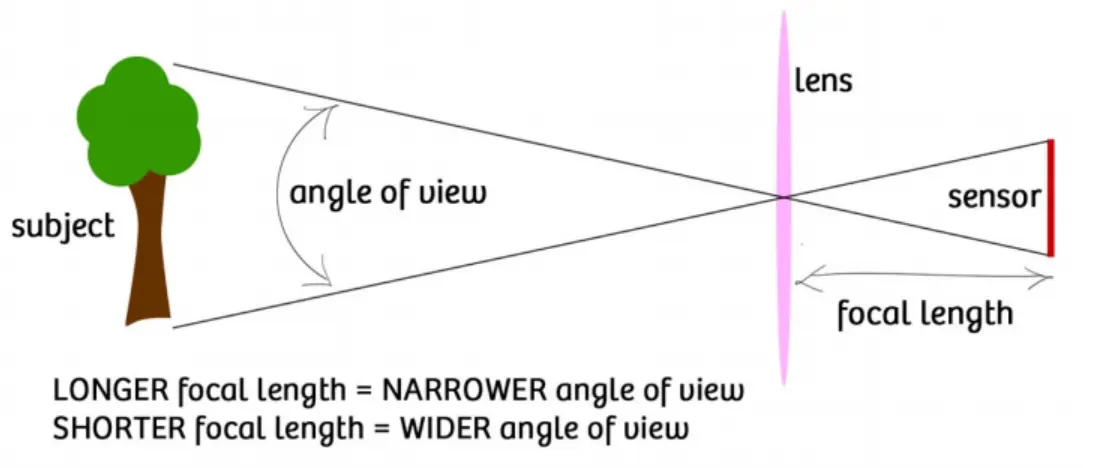 lens
angle of view
sensor
subject
focal length
LONGER focal length = NARROWER angle of view
SHORTER focal length = WIDER angle of view